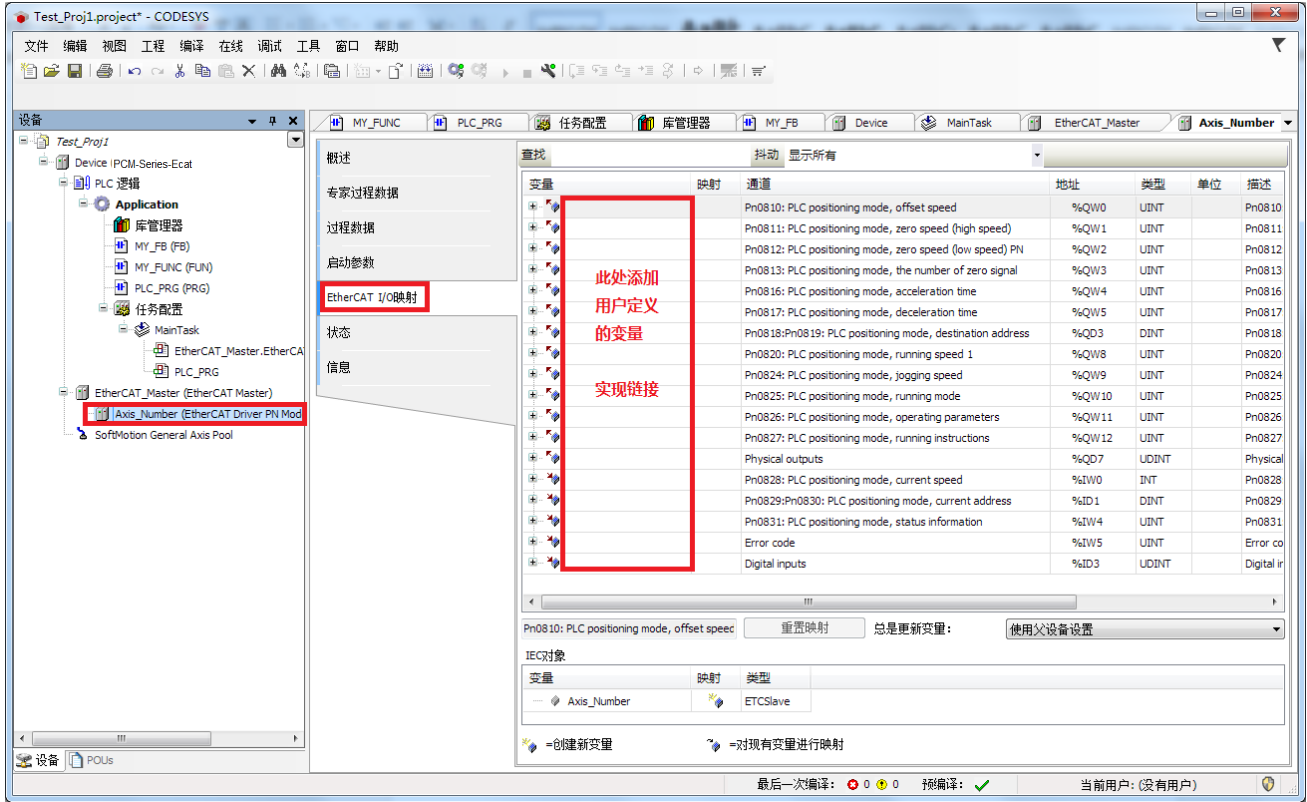 Test_Proj1.project* - CODESYS
文件 编辑 视图 工程 编译 在线 调试 工具 窗口 帮助
设备
Test_Proj1
Device (PCM-Series-Ecat
PLC 逻辑
Application
库管理器
MY_FB (FB)
MY_FUNC (FUN)
PLC_PRG (PRG)
任务配置
MainTask
EtherCAT_Master.EtherCA
PLC_PRG
EtherCAT_Master (EtherCAT Master)
Axis_Number (EtherCAT Driver PN Mod
SoftMotion General Axis Pool
设备 POUs
MY_FUNC PLC_PRG 任务配置 库管理器 MY_FB Device MainTask EtherCAT_Master Axis_Number
概述
专家过程数据
过程数据
启动参数
EtherCAT I/O映射
状态
信息
查找 抖动 显示所有
变量 映射 通道 地址 类型 单位 描述
Pn0810: PLC positioning mode, offset speed %QW0 UINT Pn0810
Pn0811: PLC positioning mode, zero speed (high speed) %QW1 UINT Pn0811
Pn0812: PLC positioning mode, zero speed (low speed) PN %QW2 UINT Pn0812
Pn0813: PLC positioning mode, the number of zero signal %QW3 UINT Pn0813
Pn0816: PLC positioning mode, acceleration time %QW4 UINT Pn0816
Pn0817: PLC positioning mode, deceleration time %QW5 UINT Pn0817
Pn0818:Pn0819: PLC positioning mode, destination address %QD3 DINT Pn0818
Pn0820: PLC positioning mode, running speed 1 %QW8 UINT Pn0820
Pn0824: PLC positioning mode, jogging speed %QW9 UINT Pn0824
Pn0825: PLC positioning mode, running mode %QW10 UINT Pn0825
Pn0826: PLC positioning mode, operating parameters %QW11 UINT Pn0826
Pn0827: PLC positioning mode, running instructions %QW12 UINT Pn0827
Physical outputs %QD7 UDINT Physical
Pn0828: PLC positioning mode, current speed %IW0 INT Pn0828
Pn0829:Pn0830: PLC positioning mode, current address %ID1 DINT Pn0829
Pn0831: PLC positioning mode, status information %IW4 UINT Pn0831
Error code %IW5 UINT Error co
Digital inputs %ID3 UDINT Digital ir
此处添加
用户定义
的变量
实现链接
Pn0810: PLC positioning mode, offset speed 重置映射 总是更新变量: 使用父设备设置
IEC对象
变量 映射 类型
Axis_Number ETCSlave
=创建新变量 =对现有变量进行映射
最后一次编译: 0 0 预编译: 当前用户: (没有用户)